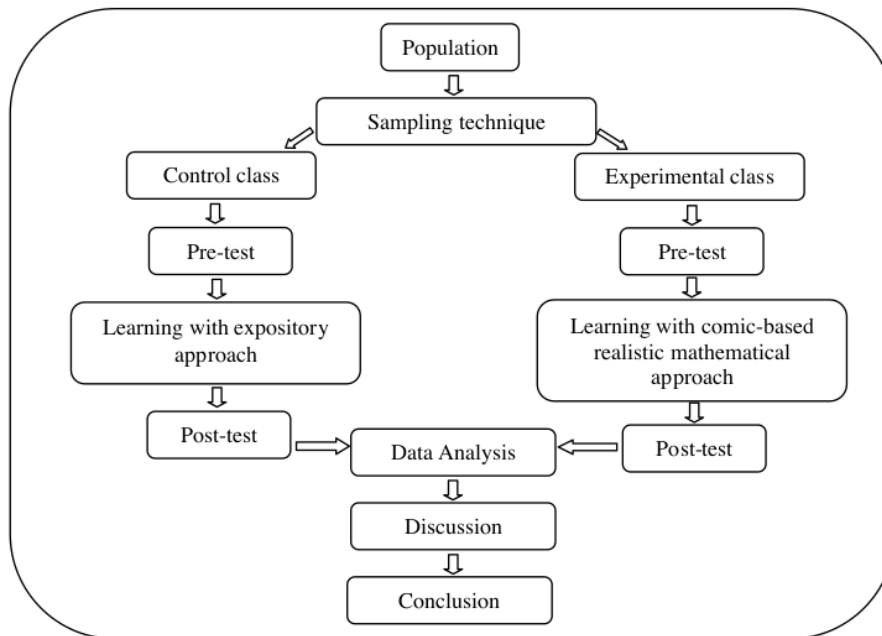 Population
Sampling technique
Control class
Experimental class
Pre-test
Pre-test
Learning with expository
approach
Learning with comic-based
realistic mathematical
approach
Post-test
Data Analysis
Post-test
Discussion
Conclusion